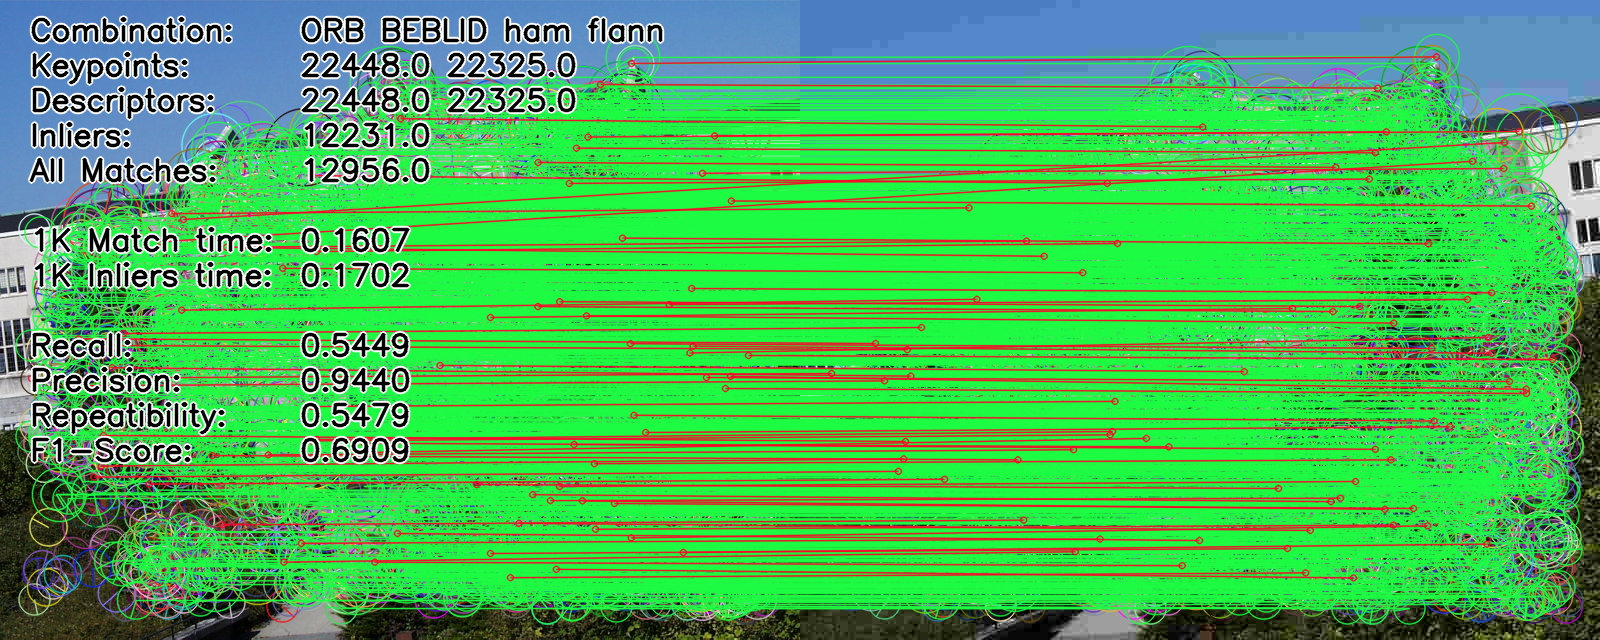 Combination: ORB BEBLID ham flann
Keypoints: 22448.0 22325.0
Descriptors: 22448.0 22325.0
Inliers: 12231.0
All Matches: 12956.0
1K Match time: 0.1607
1K Inliers time: 0.1702
Recall: 0.5449
Precision: 0.9440
Repeatibility: 0.5479
F1-Score: 0.6909